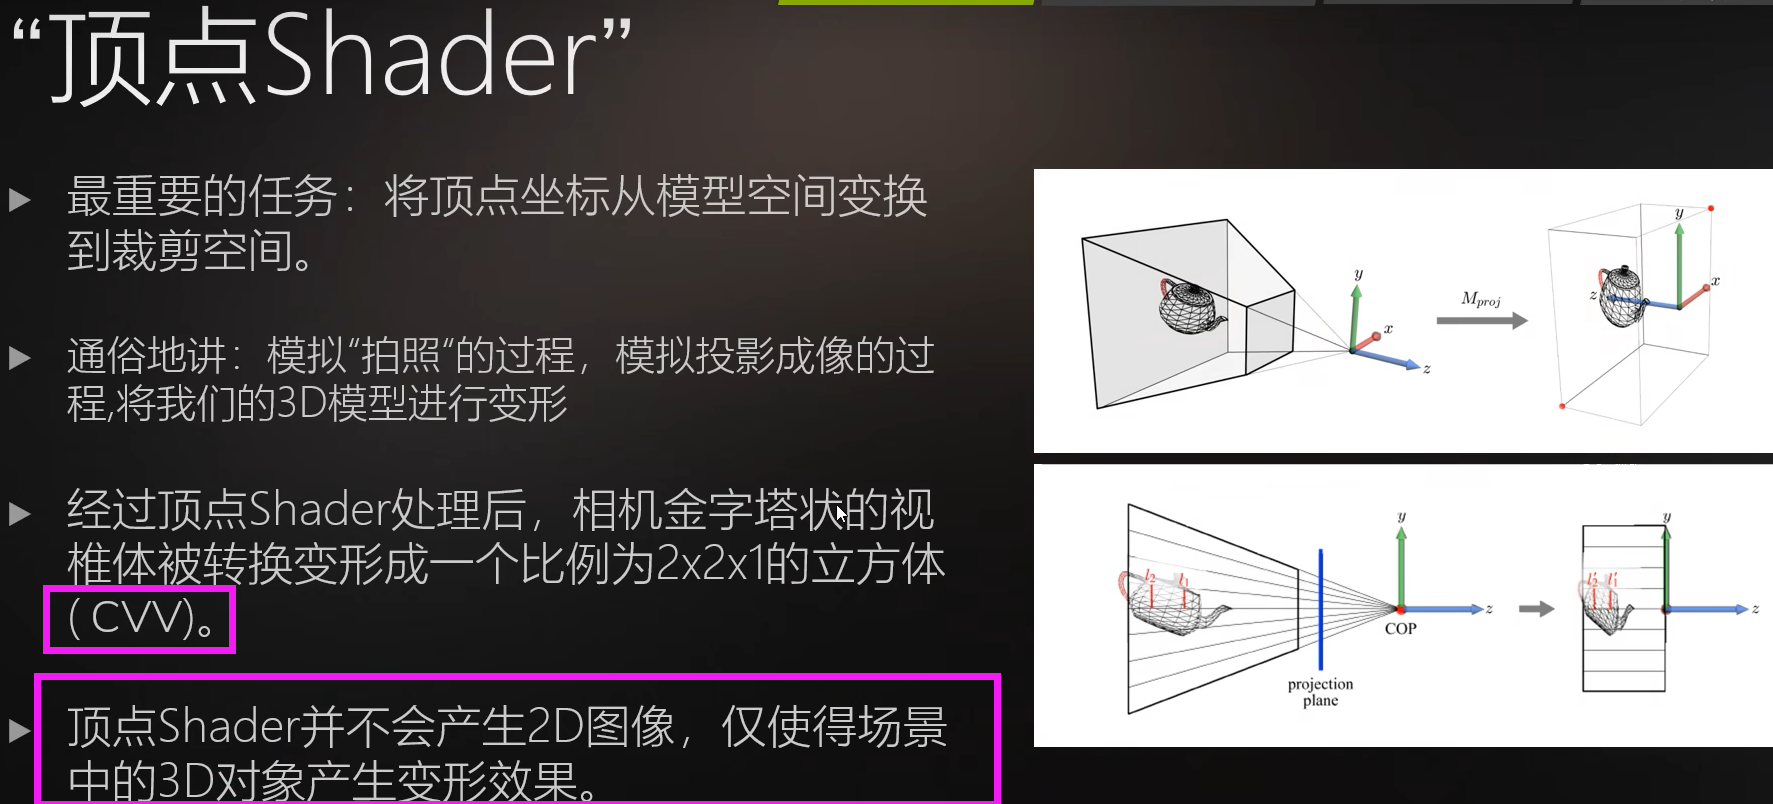 “顶点Shader”
最重要的任务：将顶点坐标从模型空间变换
到裁剪空间。
通俗地讲：模拟“拍照“的过程，模拟投影成像的过
程,将我们的3D模型进行变形
经过顶点Shader处理后，相机金字塔状的视
椎体被转换变形成一个比例为2x2x1的立方体
( CVV)。
顶点Shader并不会产生2D图像，仅使得场景
中的3D对象产生变形效果。
y
x
z
Mproj
y
x
z
y
z
COP
projection
plane
l2
l1
y
z
l'2
l'1